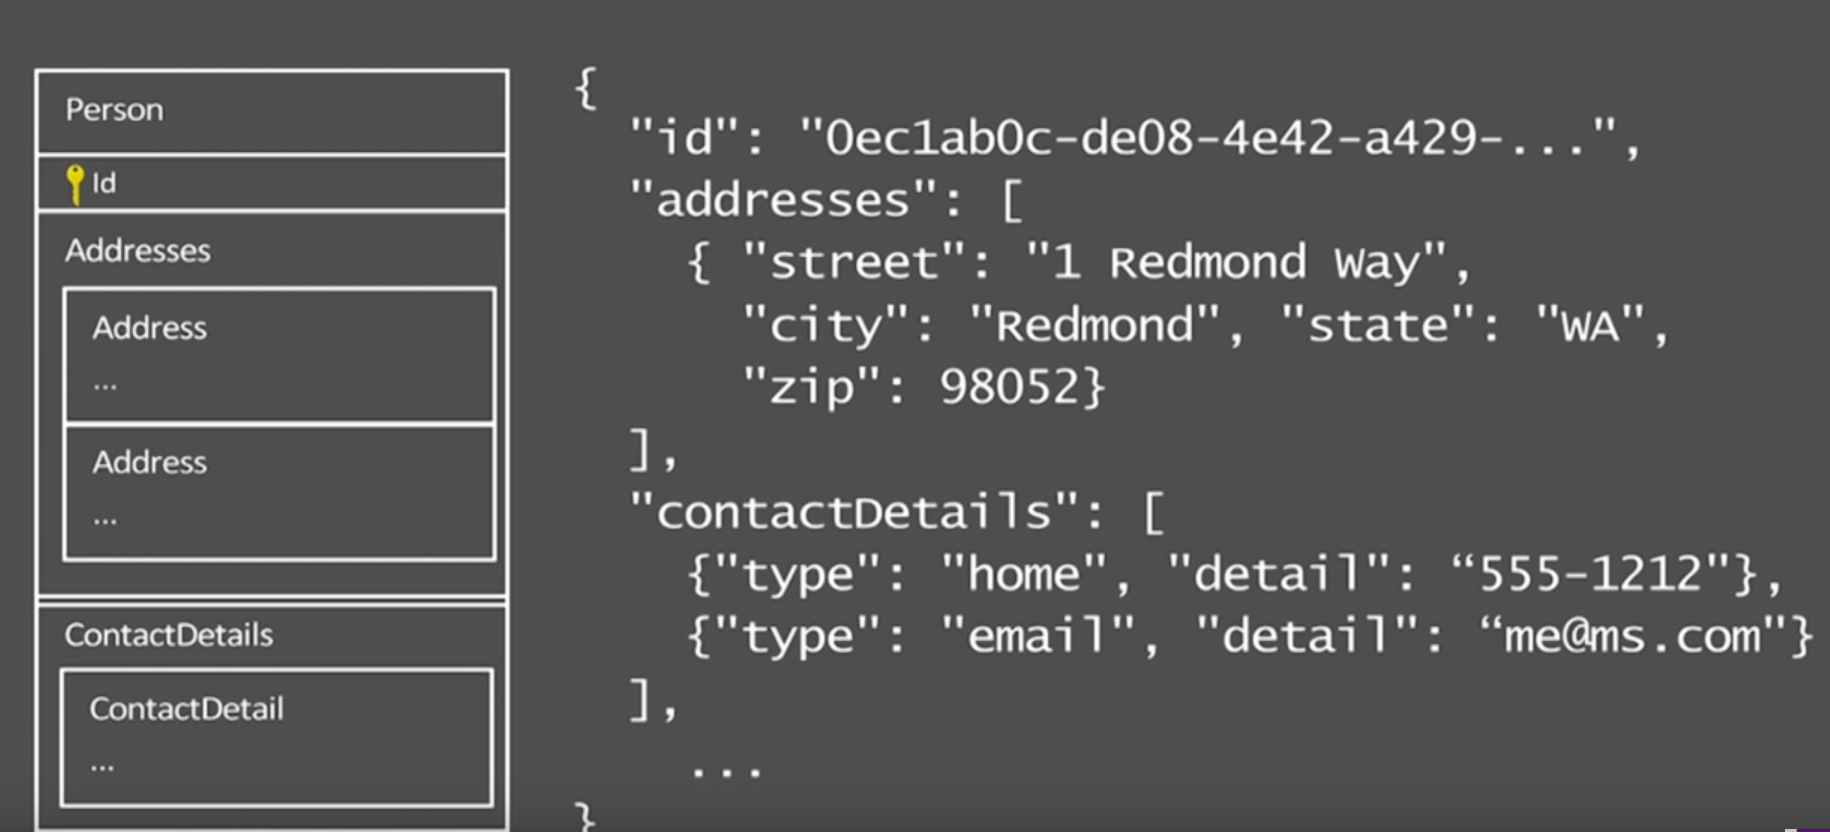 Person
Id
Addresses
Address
...
Address
...
ContactDetails
ContactDetail
...
{
"id": "0ec1ab0c-de08-4e42-a429-...",
"addresses": [
{ "street": "1 Redmond Way",
"city": "Redmond", "state": "WA",
"zip": 98052}
],
"contactDetails": [
{"type": "home", "detail": “555-1212"},
{"type": "email", "detail": “me@ms.com"}
],
...
}